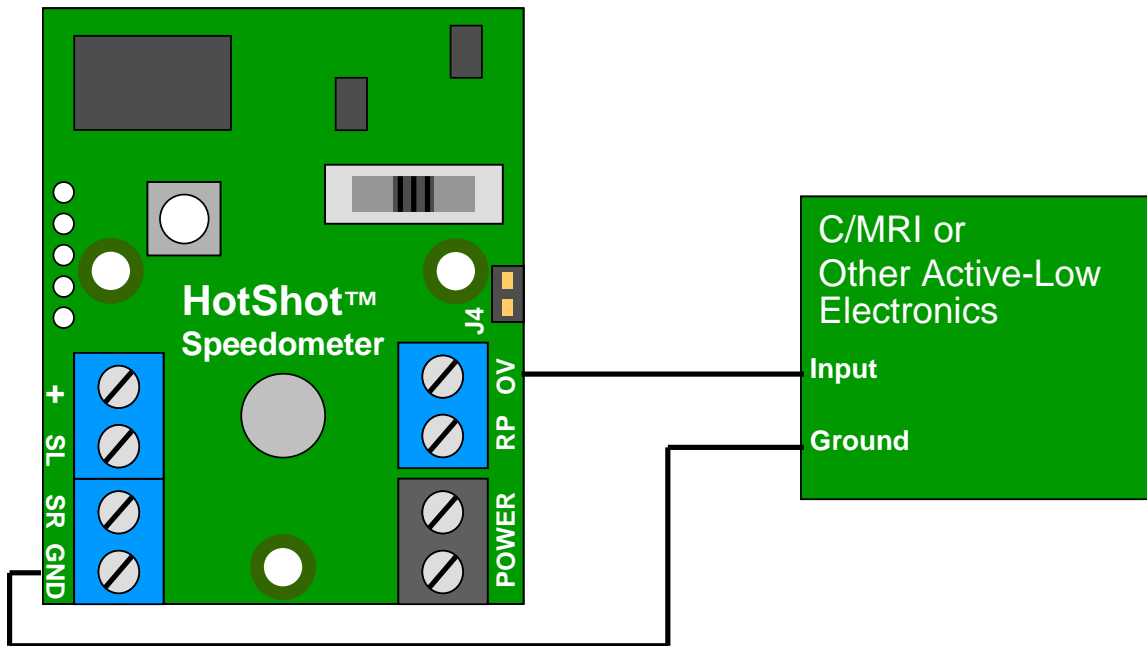 HotShot™
Speedometer
J4
+
SL
SR
GND
OV
RP
POWER
C/MRI or
Other Active-Low
Electronics
Input
Ground